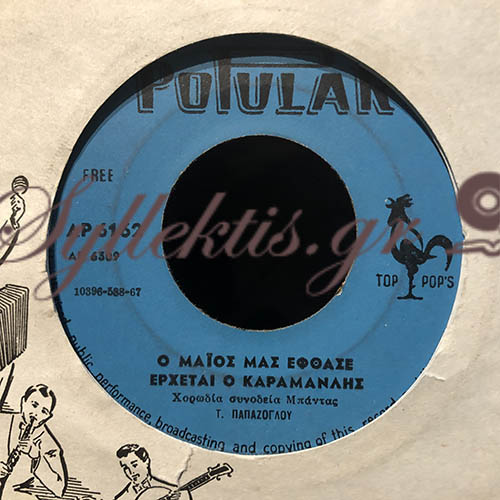 POPULAR
FREE
AP 6162
AP 6309
10396-588-67
TOP POP'S
Ο ΜΑΪΟΣ ΜΑΣ ΕΦΘΑΣΕ
ΕΡΧΕΤΑΙ Ο ΚΑΡΑΜΑΝΛΗΣ
Χορωδία συνοδεία Μπάντας
Τ. ΠΑΠΑΖΟΓΛΟΥ
public performance, broadcasting and copying of this record
Syllektis.gr